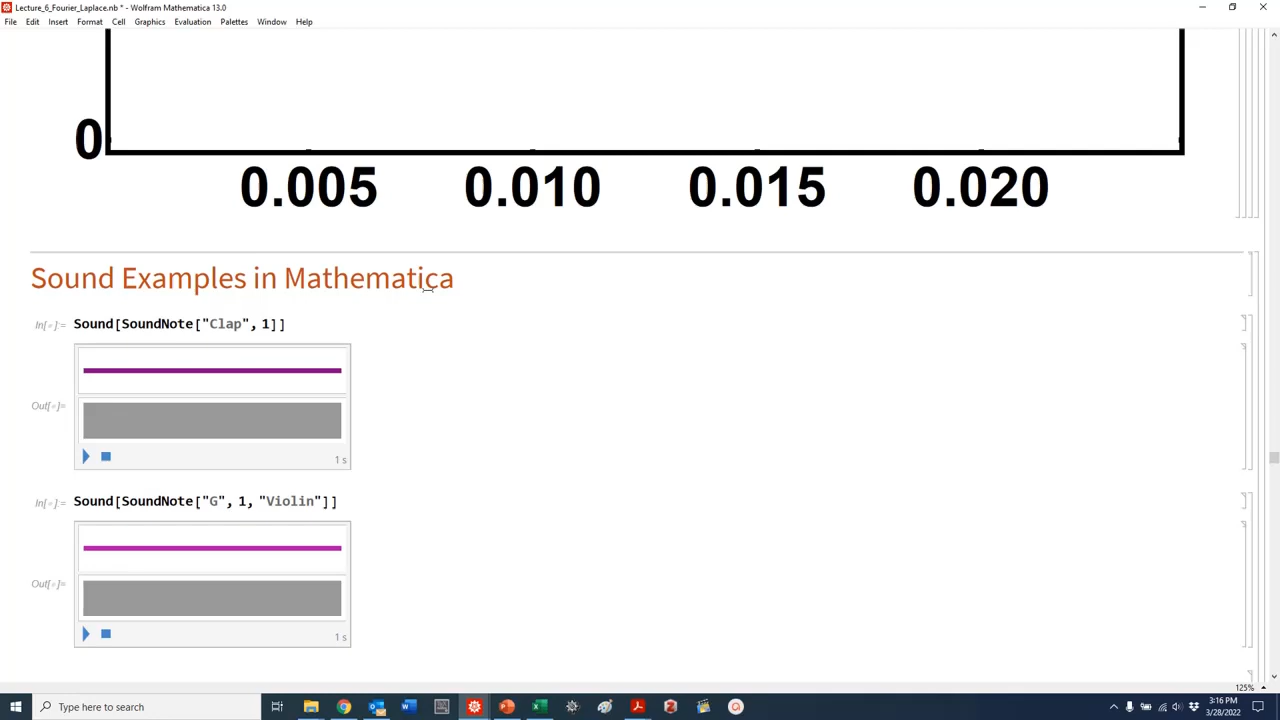 Lecture_6_Fourier_Laplace.nb * - Wolfram Mathematica 13.0
File Edit Insert Format Cell Graphics Evaluation Palettes Window Help
0
0.005 0.010 0.015 0.020
Sound Examples in Mathematica
In[•]:= Sound[SoundNote["Clap", 1]]
Out[•]=
1 s
In[•]:= Sound[SoundNote["G", 1, "Violin"]]
Out[•]=
1 s
125%
Type here to search
3:16 PM
3/28/2022